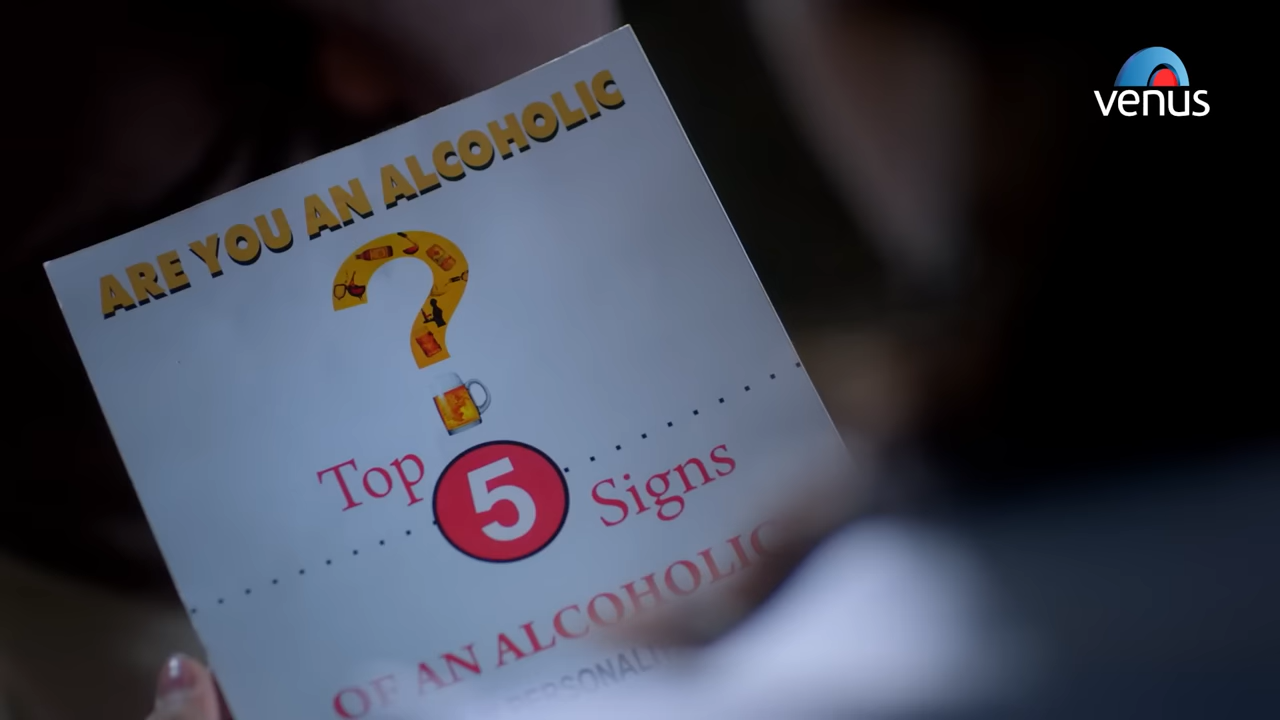 venus
ARE YOU AN ALCOHOLIC
?
Top 5 Signs
OF AN ALCOHOLIC